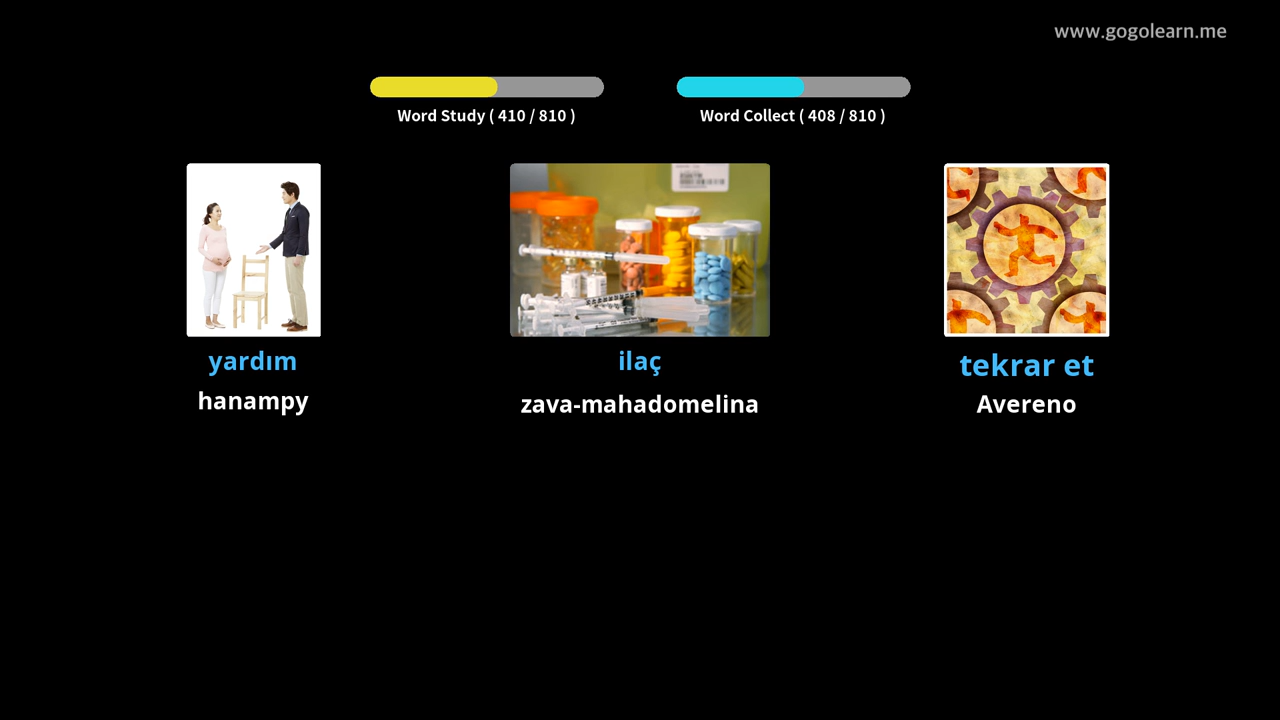 www.gogolearn.me
Word Study ( 410 / 810 )
Word Collect ( 408 / 810 )
yardım
hanampy
ilaç
zava-mahadomelina
tekrar et
Avereno